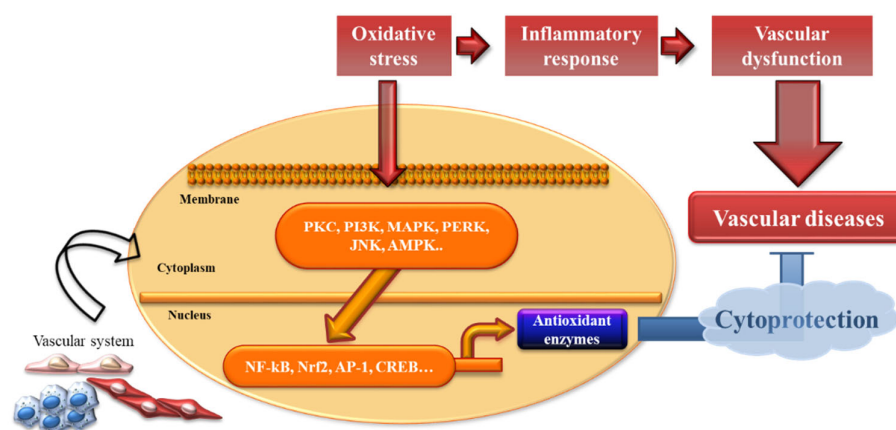 Oxidative
stress
Inflammatory
response
Vascular
dysfunction
Membrane
PKC, PI3K, MAPK, PERK,
JNK, AMPK..
Vascular diseases
Cytoplasm
Nucleus
Antioxidant
enzymes
Cytoprotection
Vascular system
NF-kB, Nrf2, AP-1, CREB…